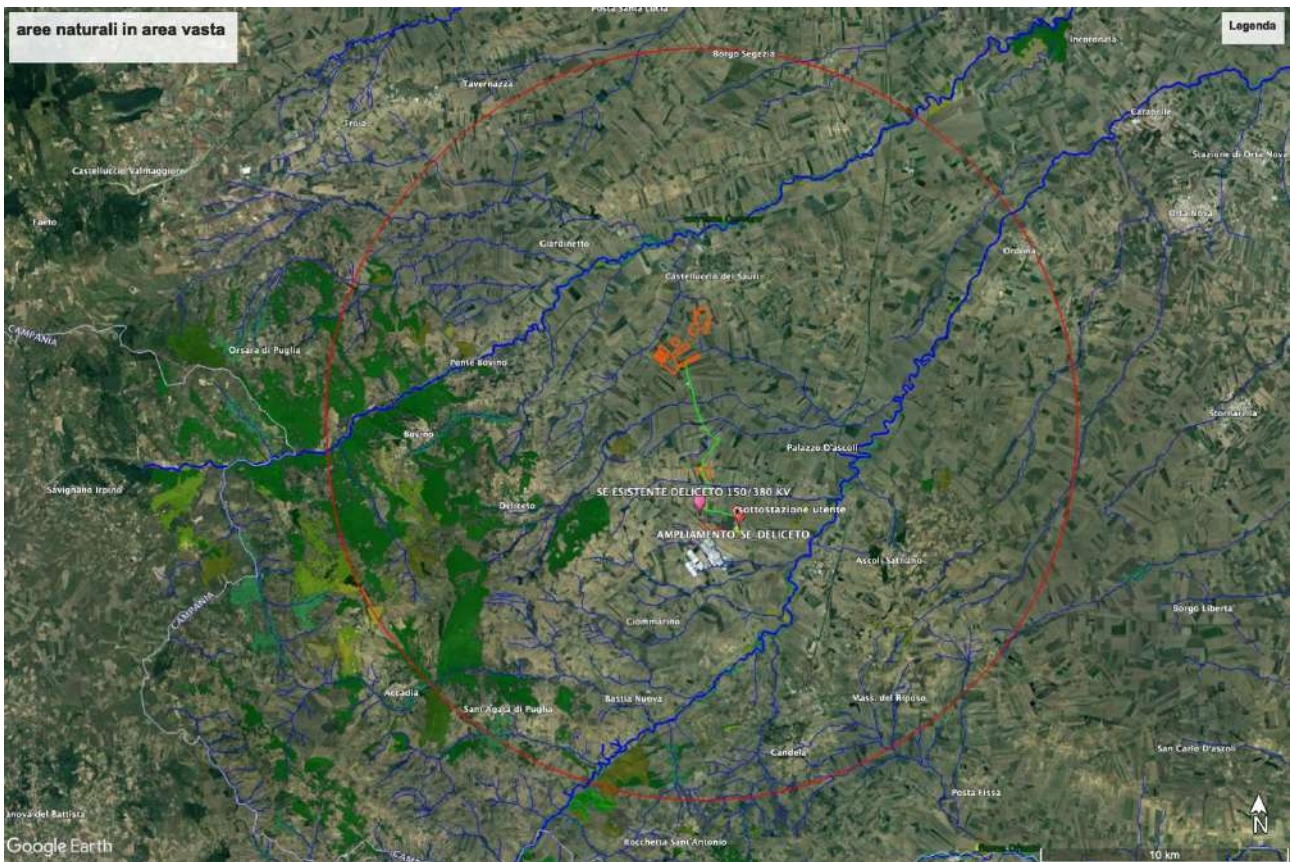 aree naturali in area vasta
Legenda
Posta Santa Lucia
Incoronata
Borgo Segezia
Tavernazza
Troia
Carapelle
Stazione di Orta Nova
Castelluccio Valmaggiore
Faeto
Orta Nova
Giardinetto
Ordona
Castelluccio dei Sauri
CAMPANIA
Orsara di Puglia
Ponte Bovino
Stornarella
Bovino
Palazzo D'ascoli
Savignano Irpino
SE ESISTENTE DELICETO 150/380 KV
Deliceto
sottostazione utente
AMPLIAMENTO SE DELICETO
Ascoli Satriano
CAMPANIA
Borgo Libertà
Ciommarino
Accadia
Bastia Nuova
Mass. del Riposo
Sant'Agata di Puglia
Candela
San Carlo D'ascoli
Posta Fissa
anova del Battista
N
Google Earth
Rocchetta Sant'Antonio
10 km